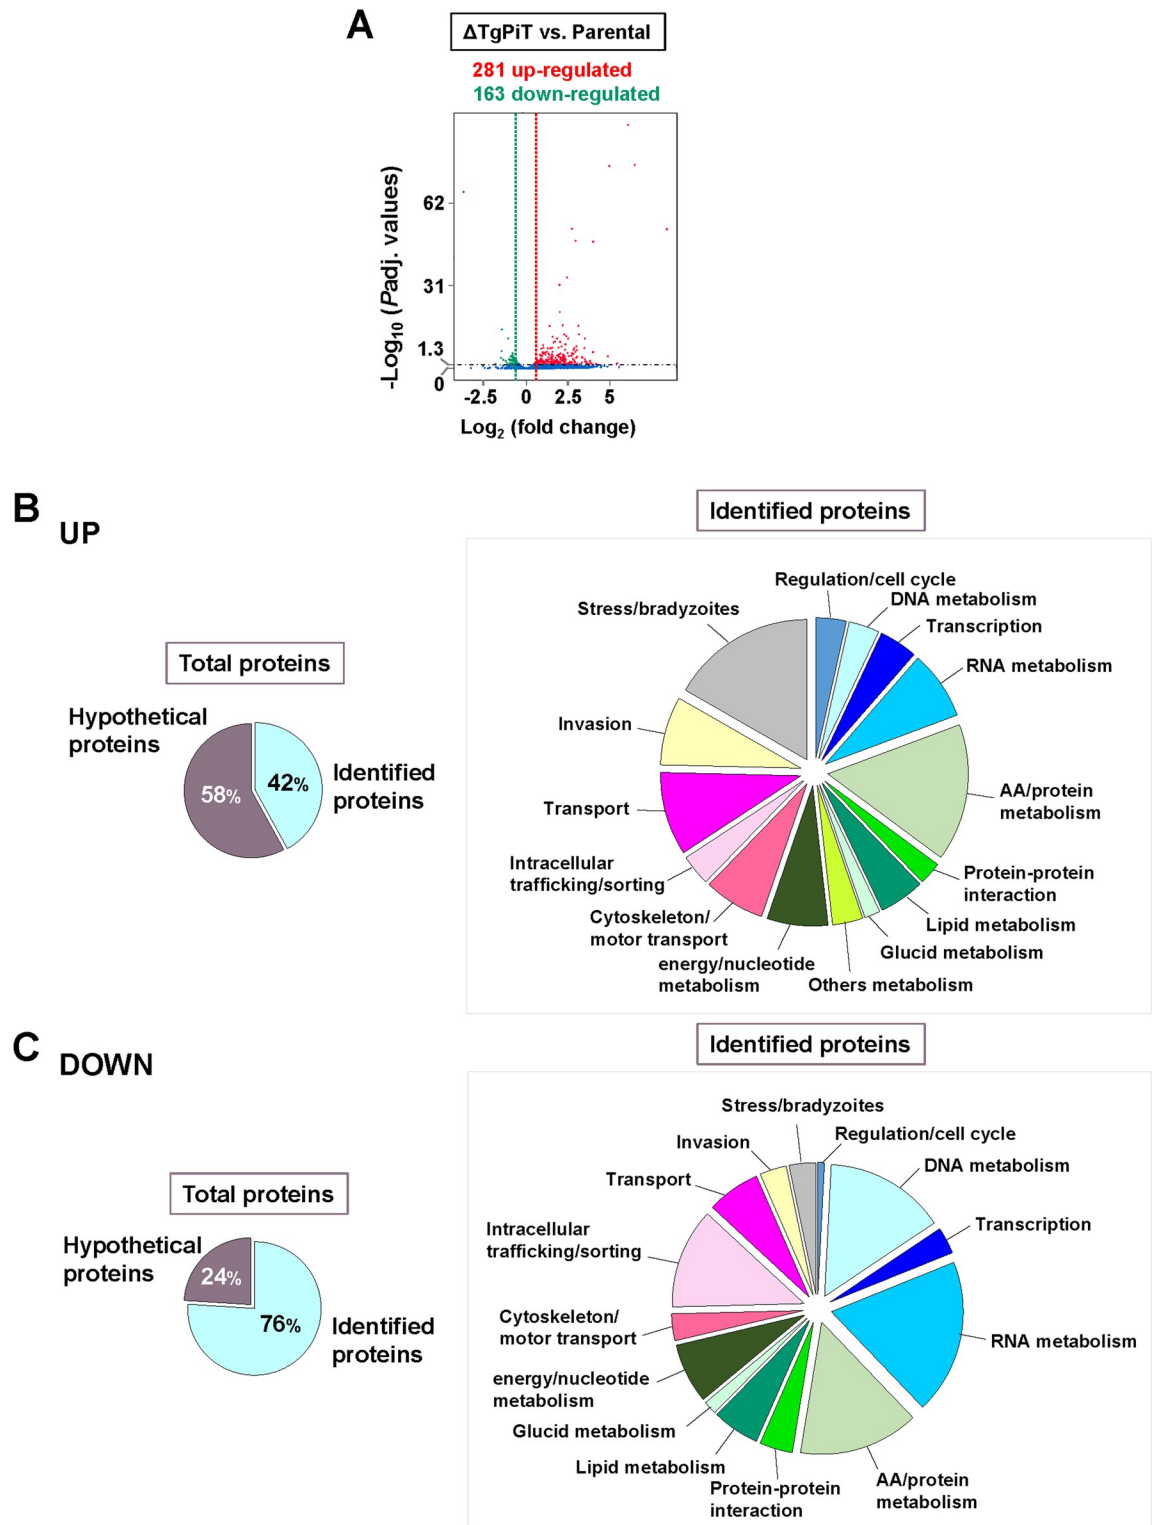 A
ΔTgPiT vs. Parental
281 up-regulated
163 down-regulated
-Log10 (Padj. values)
62
31
1.3
0
-2.5 0 2.5 5
Log2 (fold change)
B
UP
Total proteins
Hypothetical
proteins
58%
42%
Identified
proteins
Identified proteins
Regulation/cell cycle
DNA metabolism
Transcription
RNA metabolism
AA/protein
metabolism
Protein-protein
interaction
Lipid metabolism
Glucid metabolism
Others metabolism
energy/nucleotide
metabolism
Cytoskeleton/
motor transport
Intracellular
trafficking/sorting
Transport
Invasion
Stress/bradyzoites
C
DOWN
Total proteins
Hypothetical
proteins
24%
76%
Identified
proteins
Identified proteins
Stress/bradyzoites
Regulation/cell cycle
DNA metabolism
Transcription
RNA metabolism
AA/protein
metabolism
Protein-protein
interaction
Lipid metabolism
Glucid metabolism
energy/nucleotide
metabolism
Cytoskeleton/
motor transport
Intracellular
trafficking/sorting
Transport
Invasion